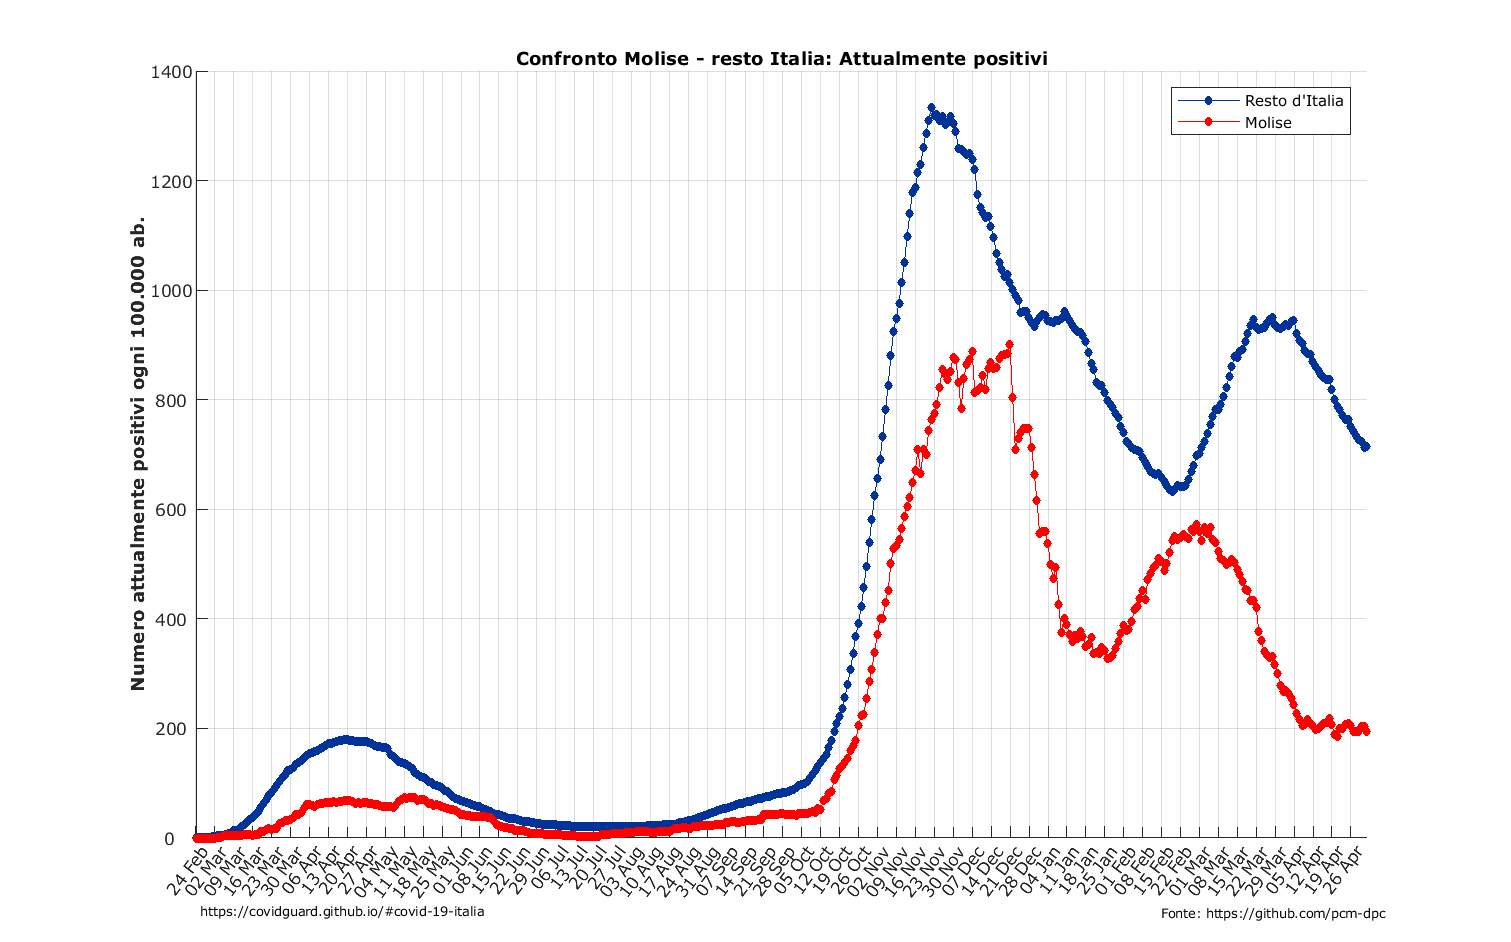 Confronto Molise - resto Italia: Attualmente positivi
Resto d'Italia
Molise
Numero attualmente positivi ogni 100.000 ab.
1400
1200
1000
800
600
400
200
0
24 Feb
02 Mar
09 Mar
16 Mar
23 Mar
30 Mar
06 Apr
13 Apr
20 Apr
27 Apr
04 May
11 May
18 May
25 May
01 Jun
08 Jun
15 Jun
22 Jun
29 Jun
06 Jul
13 Jul
20 Jul
27 Jul
03 Aug
10 Aug
17 Aug
24 Aug
31 Aug
07 Sep
14 Sep
21 Sep
28 Sep
05 Oct
12 Oct
19 Oct
26 Oct
02 Nov
09 Nov
16 Nov
23 Nov
30 Nov
07 Dec
14 Dec
21 Dec
28 Dec
04 Jan
11 Jan
18 Jan
25 Jan
01 Feb
08 Feb
15 Feb
22 Feb
01 Mar
08 Mar
15 Mar
22 Mar
29 Mar
05 Apr
12 Apr
19 Apr
26 Apr
https://covidguard.github.io/#covid-19-italia
Fonte: https://github.com/pcm-dpc